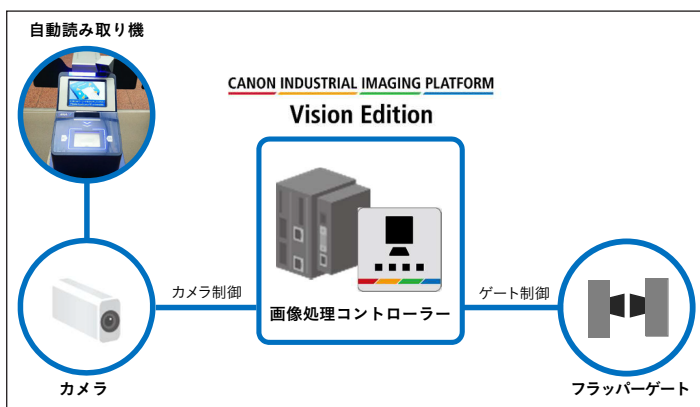 自動読み取り機
CANON INDUSTRIAL IMAGING PLATFORM
Vision Edition
カメラ制御
画像処理コントローラー
ゲート制御
カメラ
フラッパーゲート